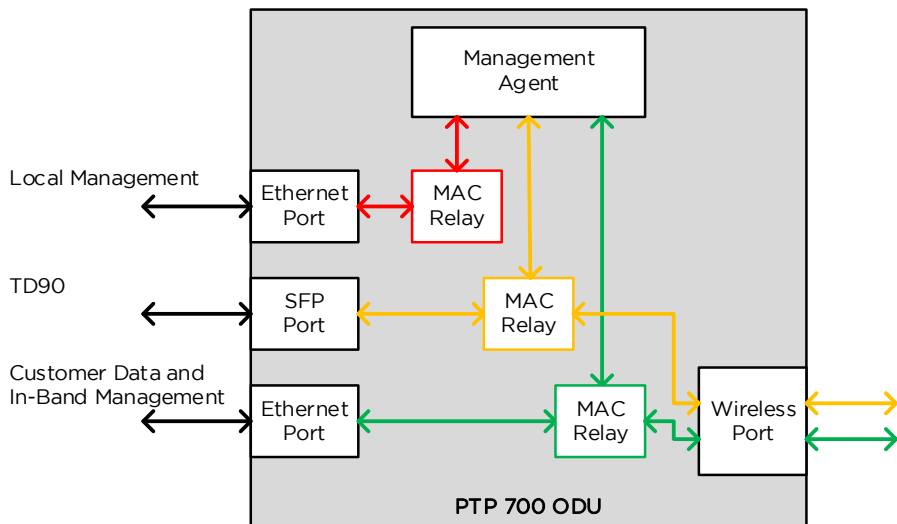 Management
Agent
Local Management
Ethernet
Port
MAC
Relay
TD90
SFP
Port
MAC
Relay
Customer Data and
In-Band Management
Ethernet
Port
MAC
Relay
Wireless
Port
PTP 700 ODU